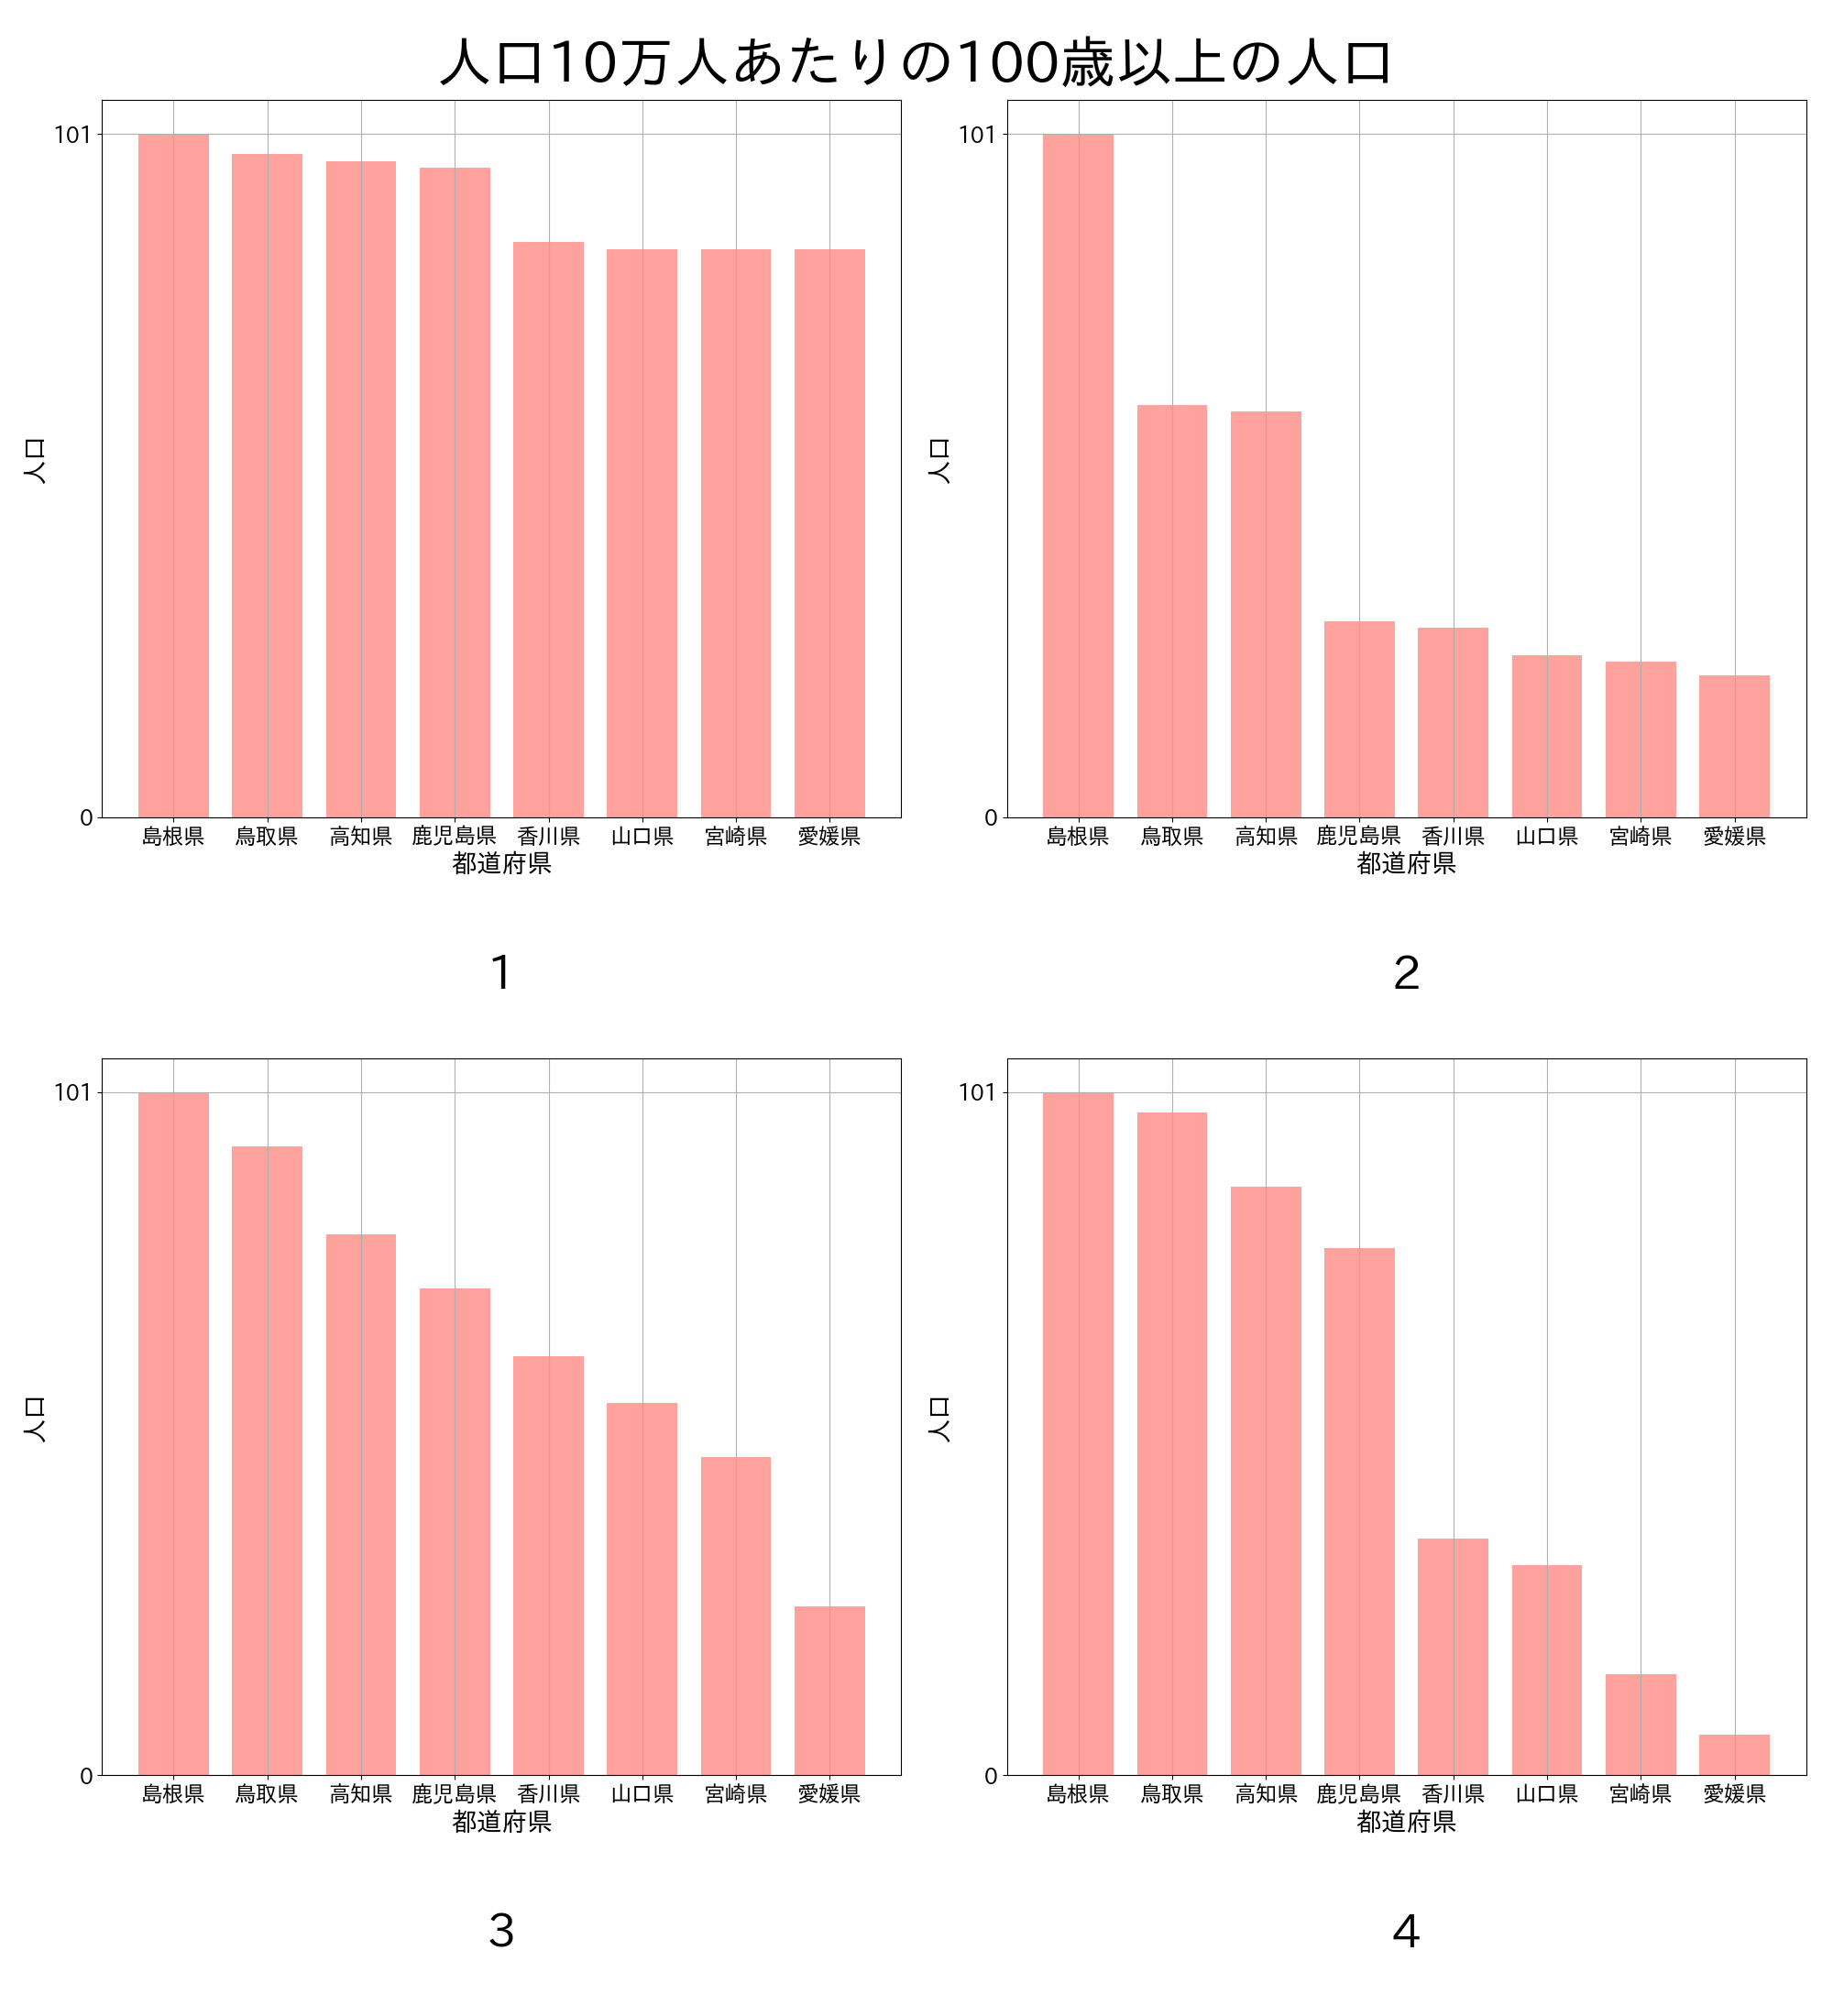 人口10万人あたりの100歳以上の人口
101
0
人口
島根県 鳥取県 高知県 鹿児島県 香川県 山口県 宮崎県 愛媛県
都道府県
1
101
0
人口
島根県 鳥取県 高知県 鹿児島県 香川県 山口県 宮崎県 愛媛県
都道府県
2
101
0
人口
島根県 鳥取県 高知県 鹿児島県 香川県 山口県 宮崎県 愛媛県
都道府県
3
101
0
人口
島根県 鳥取県 高知県 鹿児島県 香川県 山口県 宮崎県 愛媛県
都道府県
4